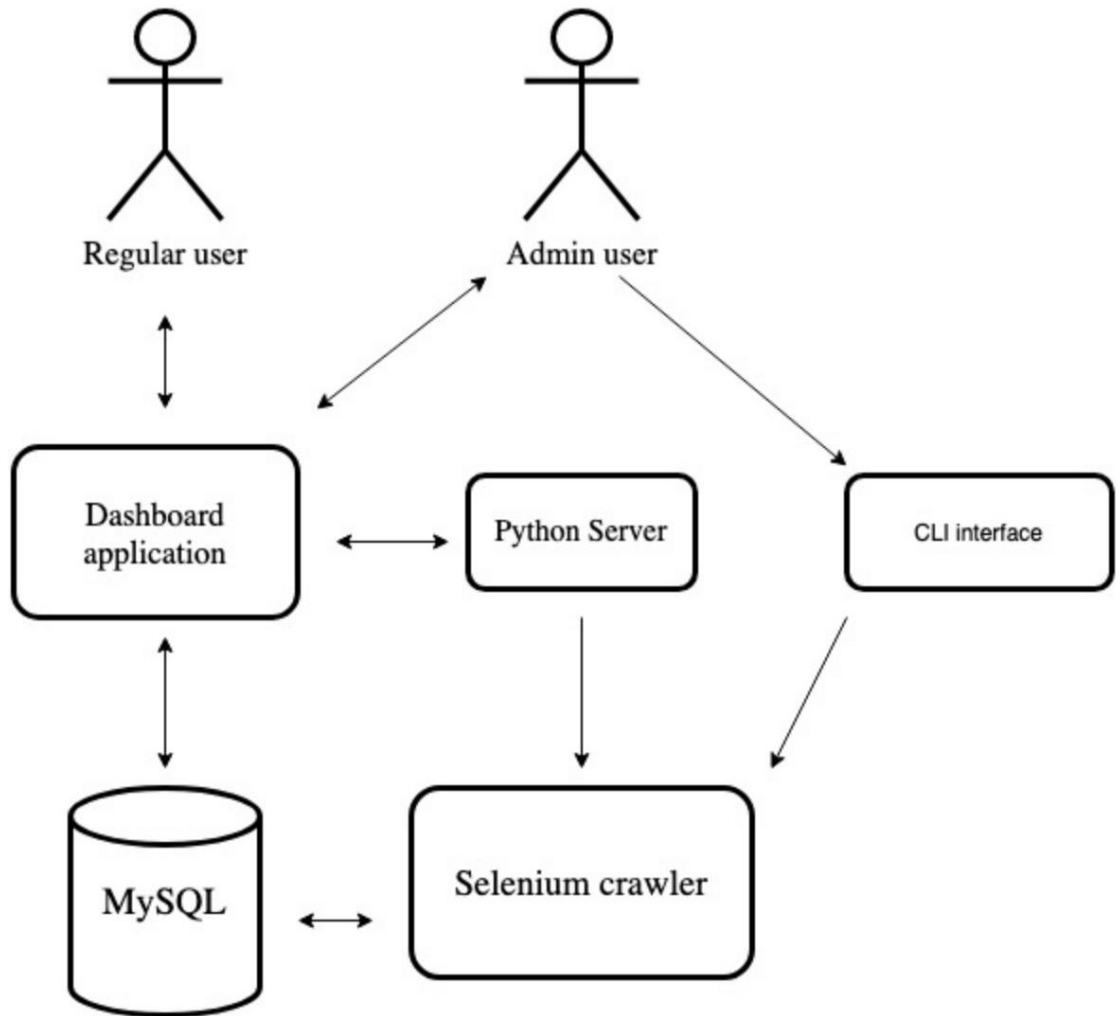 Regular user
Admin user
Dashboard
application
Python Server
CLI interface
MySQL
Selenium crawler